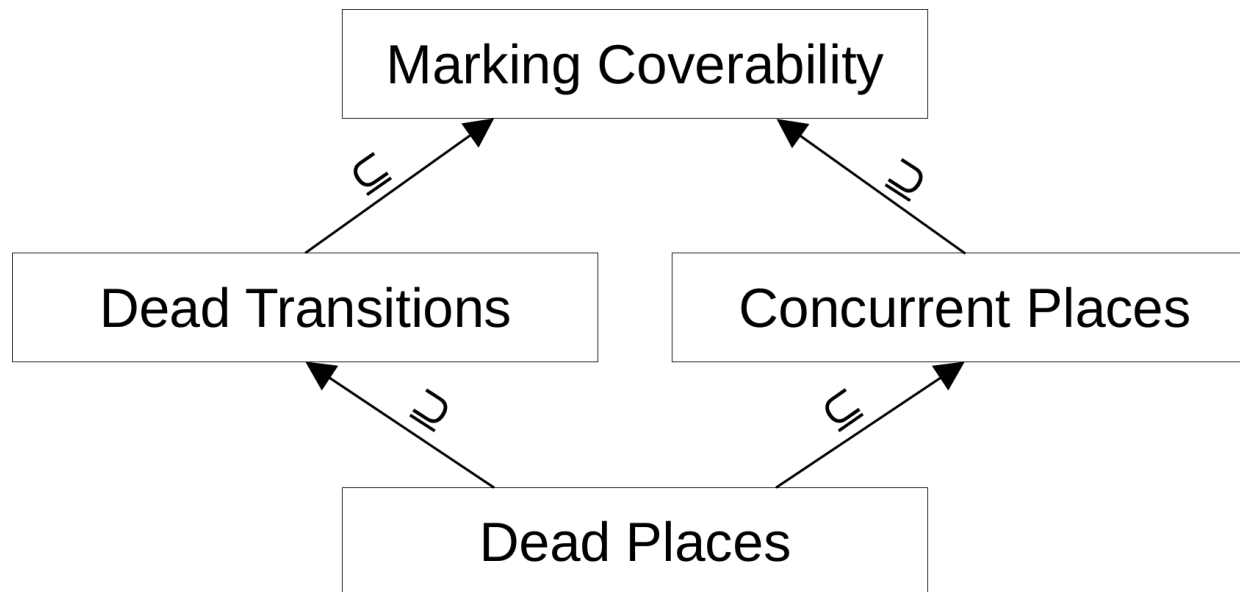 Marking Coverability
⊆ ⊇
Dead Transitions
Concurrent Places
⊇ ⊆
Dead Places